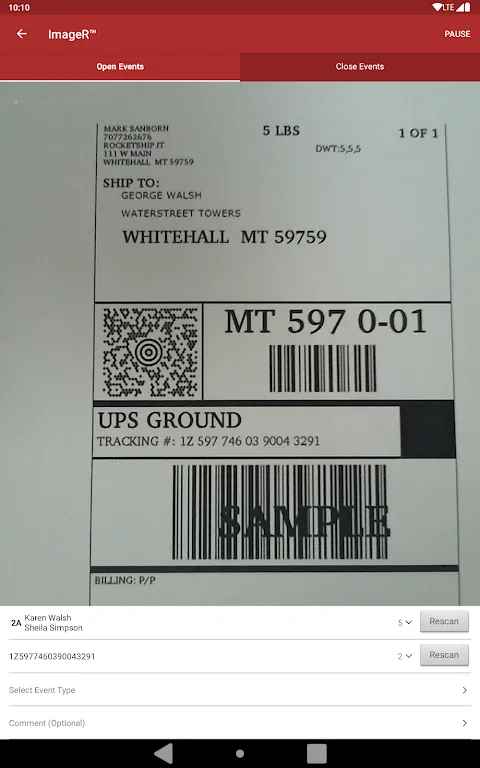 10:10
LTE
ImageR™
PAUSE
Open Events
Close Events
MARK SANBORN
7077262676
ROCKETSHIP.IT
111 W MAIN
WHITEHALL MT 59759
5 LBS
1 OF 1
DWT:5,5,5
SHIP TO:
GEORGE WALSH
WATERSTREET TOWERS
WHITEHALL MT 59759
MT 597 0-01
UPS GROUND
TRACKING #: 1Z 597 746 03 9004 3291
SAMPLE
BILLING: P/P
2A
Karen Walsh
Sheila Simpson
5
Rescan
1Z5977460390043291
2
Rescan
Select Event Type
Comment (Optional)